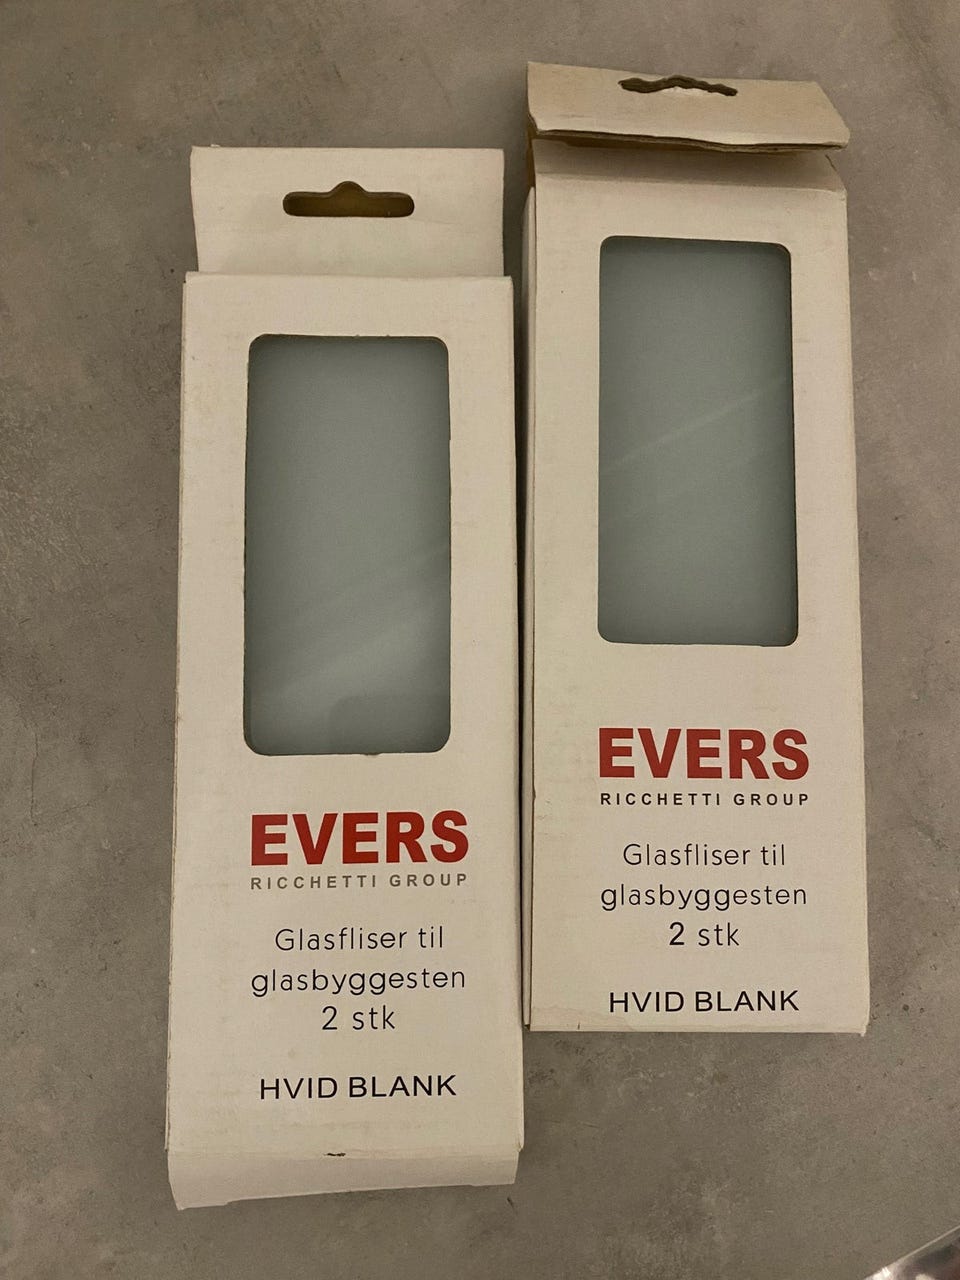 EVERS
RICCHETTI GROUP
Glasfliser til
glasbyggesten
2 stk
HVID BLANK
EVERS
RICCHETTI GROUP
Glasfliser til
glasbyggesten
2 stk
HVID BLANK